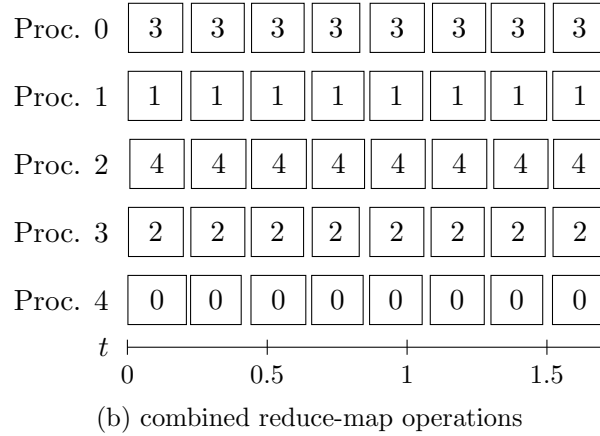 Proc. 0 3 3 3 3 3 3 3 3
Proc. 1 1 1 1 1 1 1 1 1
Proc. 2 4 4 4 4 4 4 4 4
Proc. 3 2 2 2 2 2 2 2 2
Proc. 4 0 0 0 0 0 0 0 0
t
0 0.5 1 1.5
(b) combined reduce-map operations